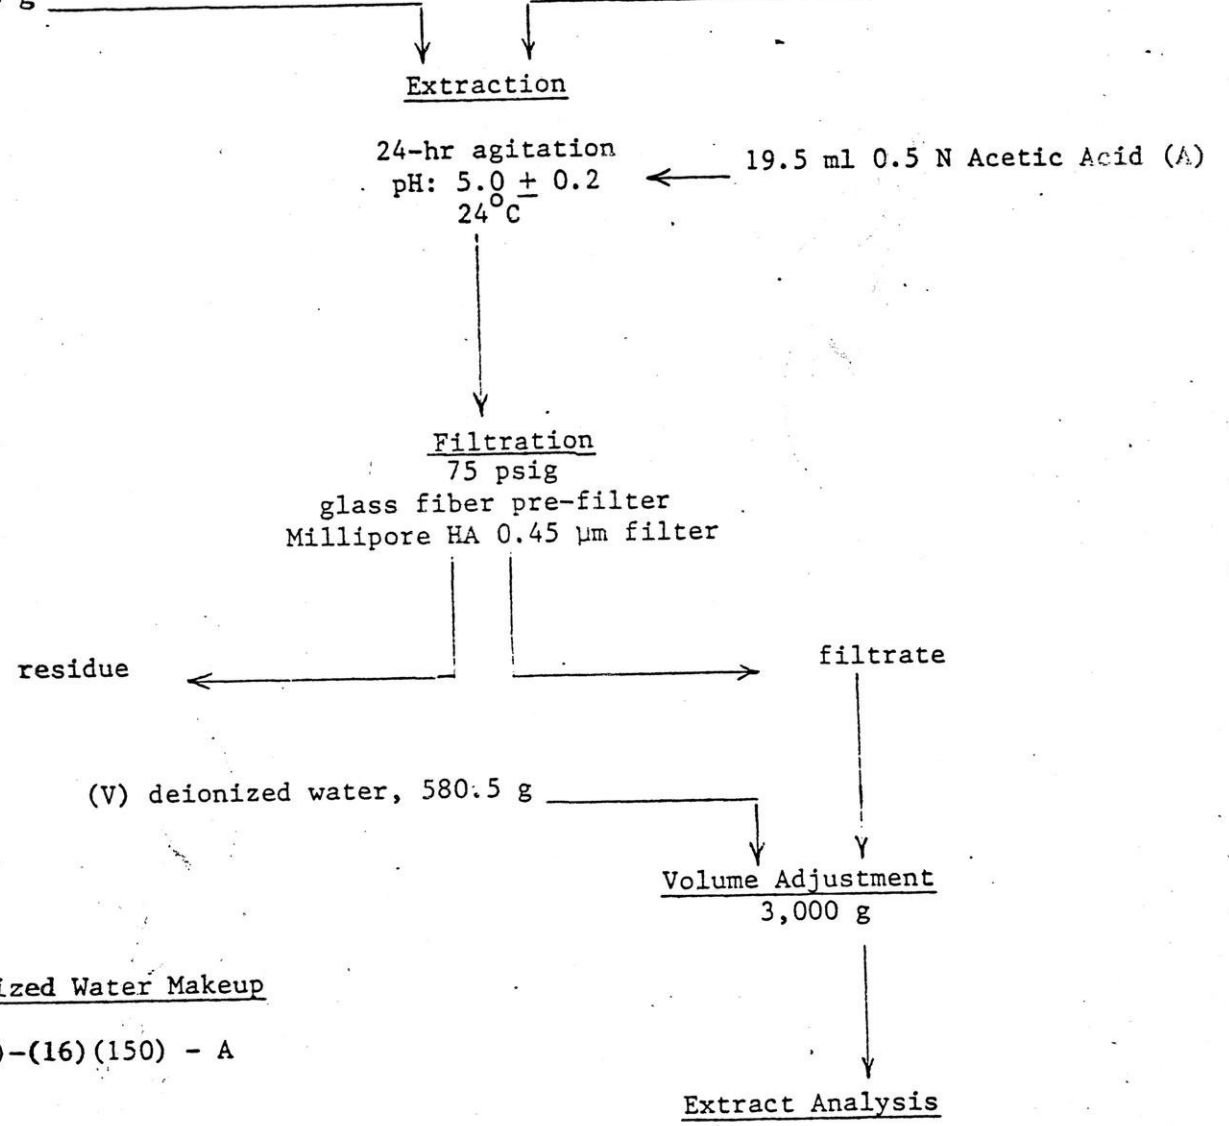 g
Extraction
24-hr agitation
pH: 5.0 ± 0.2
24°C
19.5 ml 0.5 N Acetic Acid (A)
Filtration
75 psig
glass fiber pre-filter
Millipore HA 0.45 µm filter
residue
filtrate
(V) deionized water, 580.5 g
Volume Adjustment
3,000 g
ized Water Makeup
)-(16)(150) - A
Extract Analysis